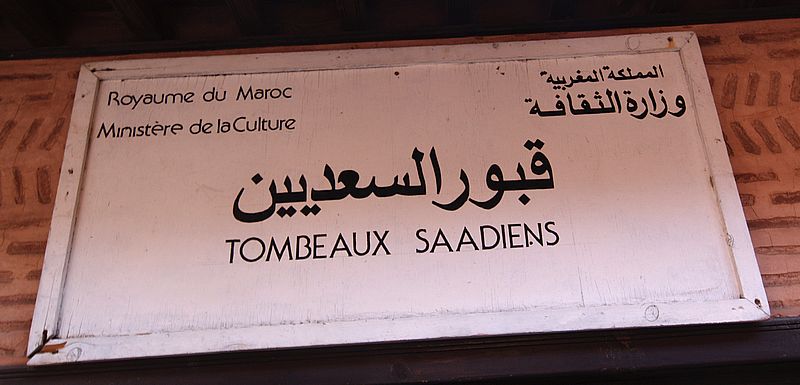 Royaume du Maroc
Ministère de la Culture
المملكة المغربية
وزارة الثقافة
قبور السعديين
TOMBEAUX SAADIENS